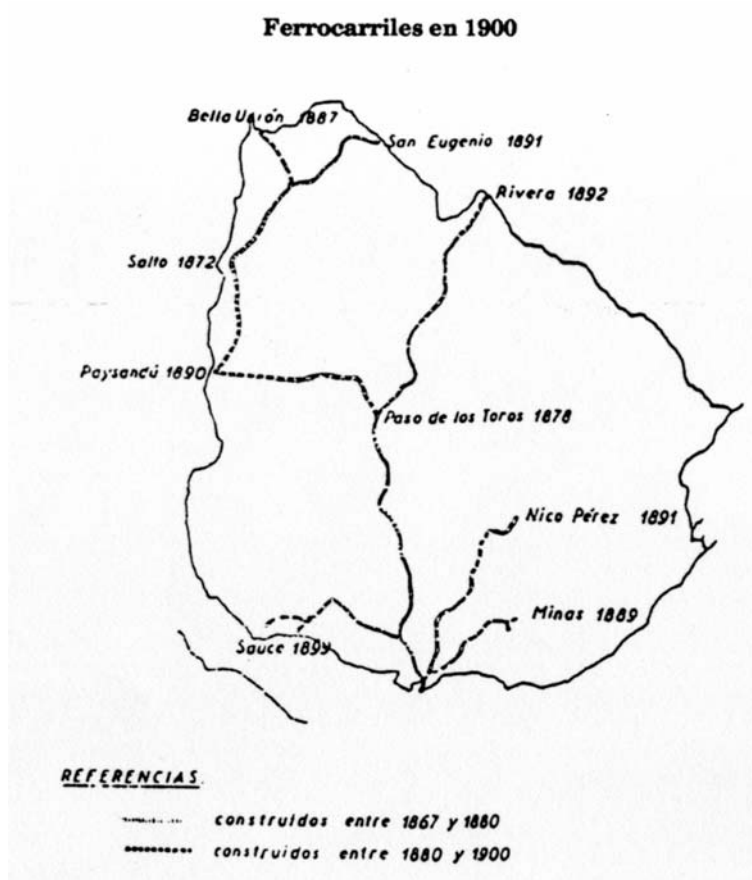 Ferrocarriles en 1900
Bella Unión 1887
San Eugenio 1891
Rivera 1892
Salto 1872
Paysandú 1890
Paso de los Toros 1878
Nico Pérez 1891
Minas 1889
Sauce 1899
REFERENCIAS.
construidos entre 1867 y 1880
construidos entre 1880 y 1900